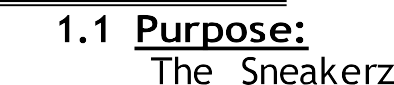 1.1 Purpose:
The Sneakerz